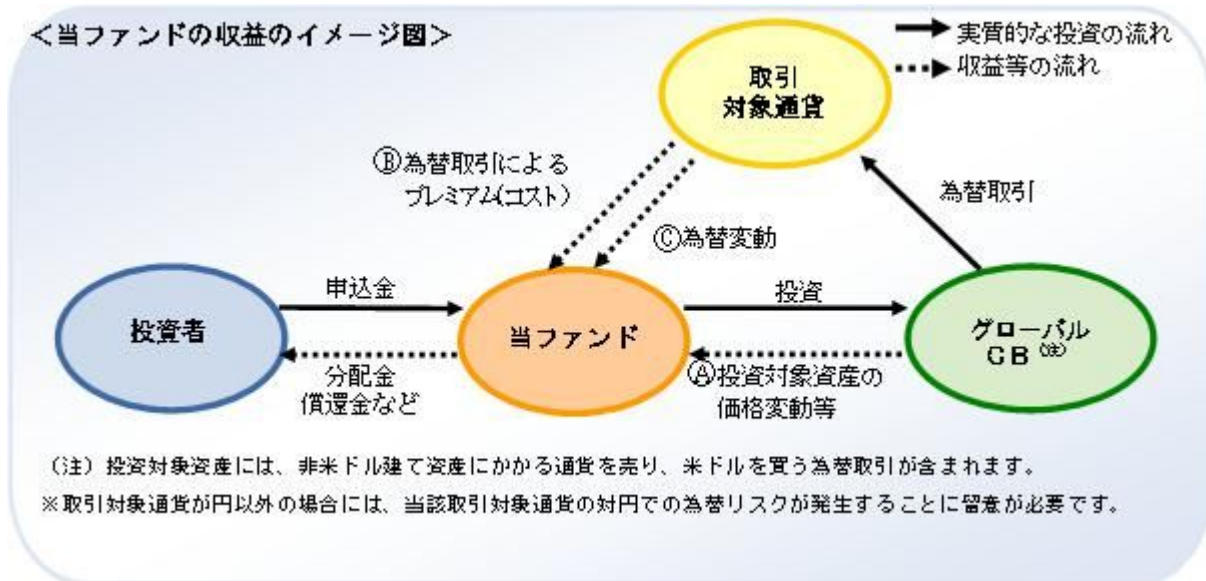 ＜当ファンドの収益のイメージ図＞
実質的な投資の流れ
収益等の流れ
取引
対象通貨
Ⓑ為替取引による
プレミアム(コスト)
Ⓒ為替変動
為替取引
申込金
投資
投資者
当ファンド
グローバル
ＣＢ（注）
分配金
償還金など
Ⓐ投資対象資産の
価格変動等
（注）投資対象資産には、非米ドル建て資産にかかる通貨を売り、米ドルを買う為替取引が含まれます。
※取引対象通貨が円以外の場合には、当該取引対象通貨の対円での為替リスクが発生することに留意が必要です。